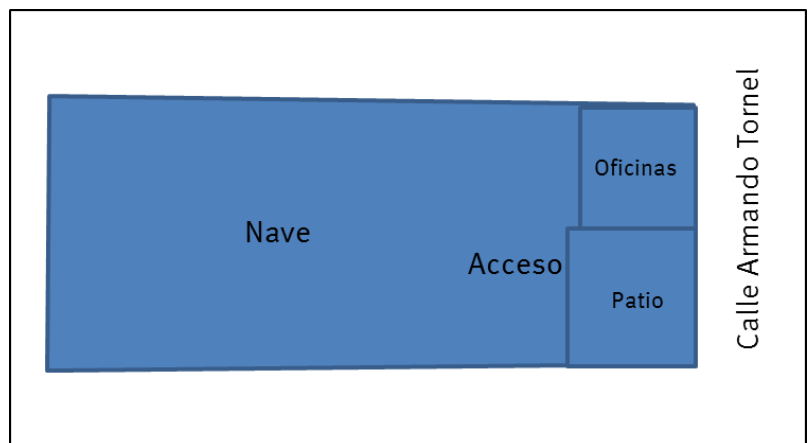 Nave
Acceso
Oficinas
Patio
Calle Armando Tornel